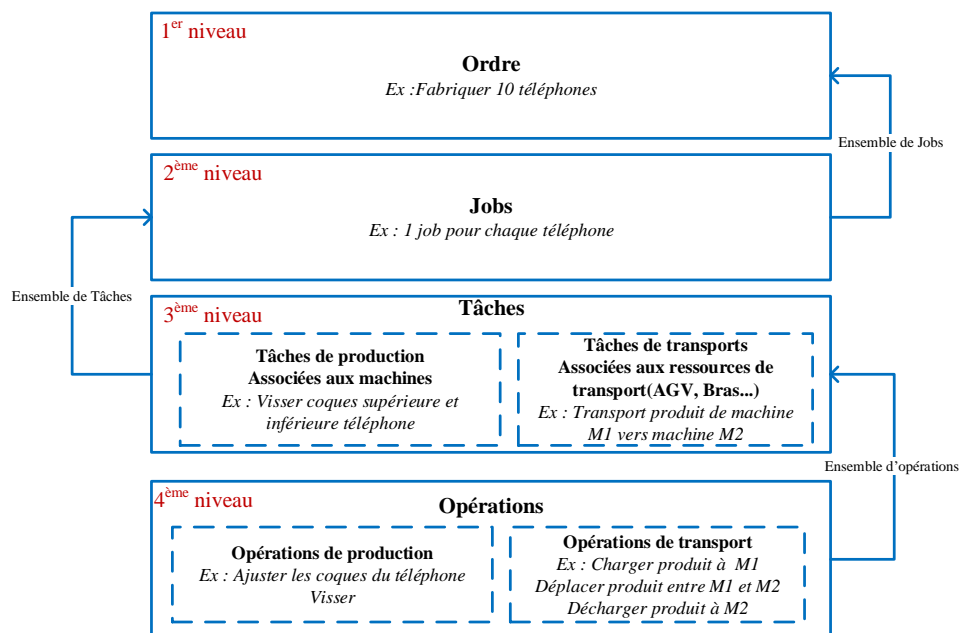 1er niveau
Ordre
Ex :Fabriquer 10 téléphones
Ensemble de Jobs
2ème niveau
Jobs
Ex : 1 job pour chaque téléphone
Ensemble de Tâches
3ème niveau
Tâches
Tâches de production
Associées aux machines
Ex : Visser coques supérieure et
inférieure téléphone
Tâches de transports
Associées aux ressources de
transport(AGV, Bras...)
Ex : Transport produit de machine
M1 vers machine M2
Ensemble d'opérations
4ème niveau
Opérations
Opérations de production
Ex : Ajuster les coques du téléphone
Visser
Opérations de transport
Ex : Charger produit à M1
Déplacer produit entre M1 et M2
Décharger produit à M2